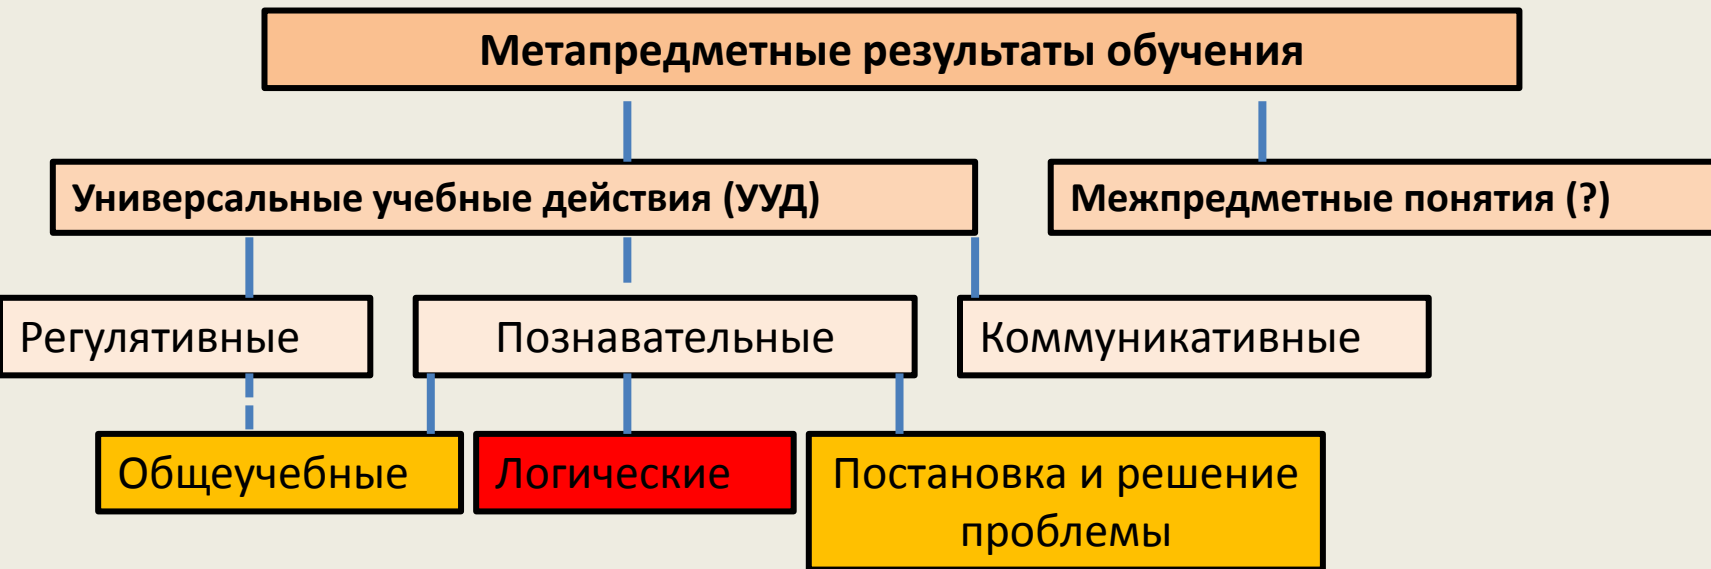 Метапредметные результаты обучения
Универсальные учебные действия (УУД)
Межпредметные понятия (?)
Регулятивные
Познавательные
Коммуникативные
Общеучебные
Логические
Постановка и решение
проблемы